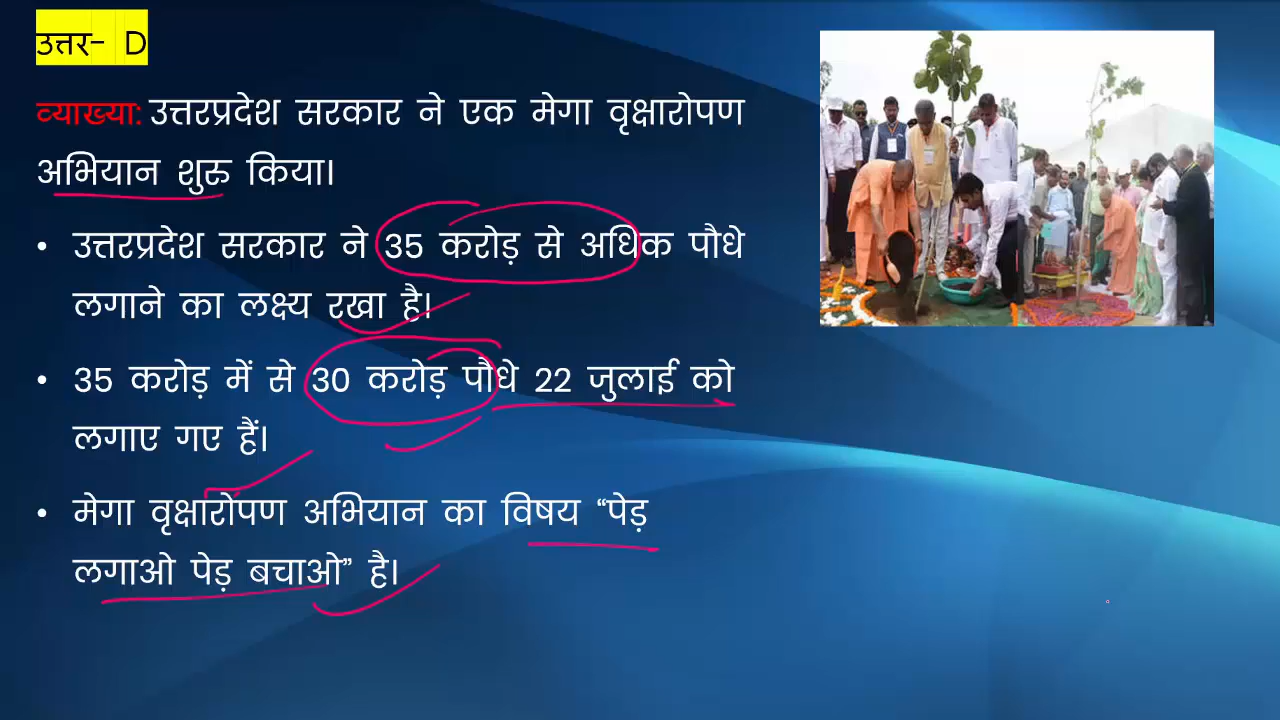 उत्तर- D
व्याख्या: उत्तरप्रदेश सरकार ने एक मेगा वृक्षारोपण
अभियान शुरु किया।
• उत्तरप्रदेश सरकार ने 35 करोड़ से अधिक पौधे
लगाने का लक्ष्य रखा है।
• 35 करोड़ में से 30 करोड़ पौधे 22 जुलाई को
लगाए गए हैं।
• मेगा वृक्षारोपण अभियान का विषय “पेड़
लगाओ पेड़ बचाओ” है।